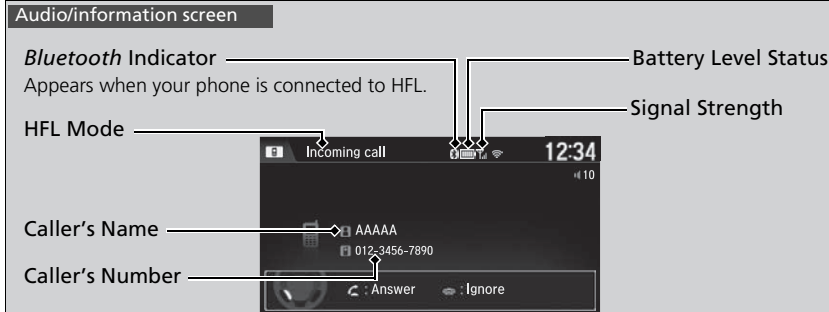 Audio/information screen
Bluetooth Indicator
Appears when your phone is connected to HFL.
Battery Level Status
Signal Strength
HFL Mode
Incoming call
12:34
10
Caller's Name
AAAAA
012-3456-7890
Caller's Number
: Answer
: Ignore